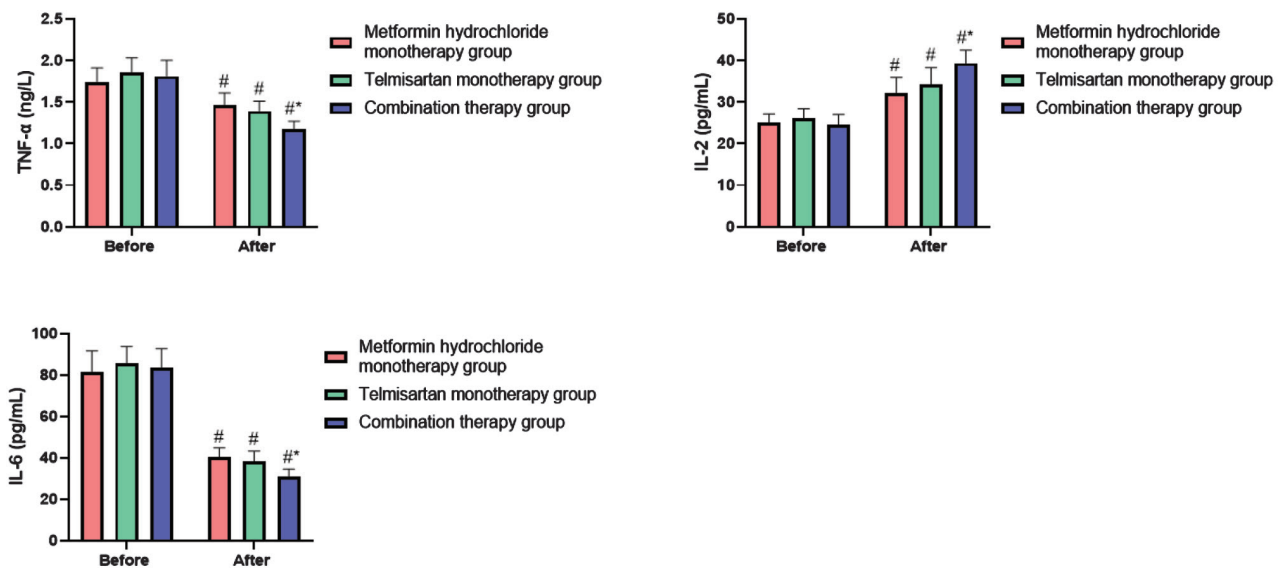 TNF-α (ng/L)
2.5
2.0
1.5
1.0
0.5
0.0
# # #*
Before After
Metformin hydrochloride
monotherapy group
Telmisartan monotherapy group
Combination therapy group
IL-2 (pg/mL)
50
40
30
20
10
0
# # #*
Before After
Metformin hydrochloride
monotherapy group
Telmisartan monotherapy group
Combination therapy group
IL-6 (pg/mL)
100
80
60
40
20
0
# # #*
Before After
Metformin hydrochloride
monotherapy group
Telmisartan monotherapy group
Combination therapy group